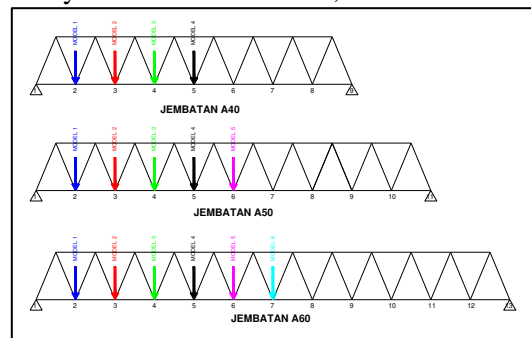 MODEL 1 MODEL 2 MODEL 3 MODEL 4
1 2 3 4 5 6 7 8 9
JEMBATAN A40
MODEL 1 MODEL 2 MODEL 3 MODEL 4 MODEL 5
1 2 3 4 5 6 7 8 9 10 11
JEMBATAN A50
MODEL 1 MODEL 2 MODEL 3 MODEL 4 MODEL 5 MODEL 6
1 2 3 4 5 6 7 8 9 10 11 12 13
JEMBATAN A60